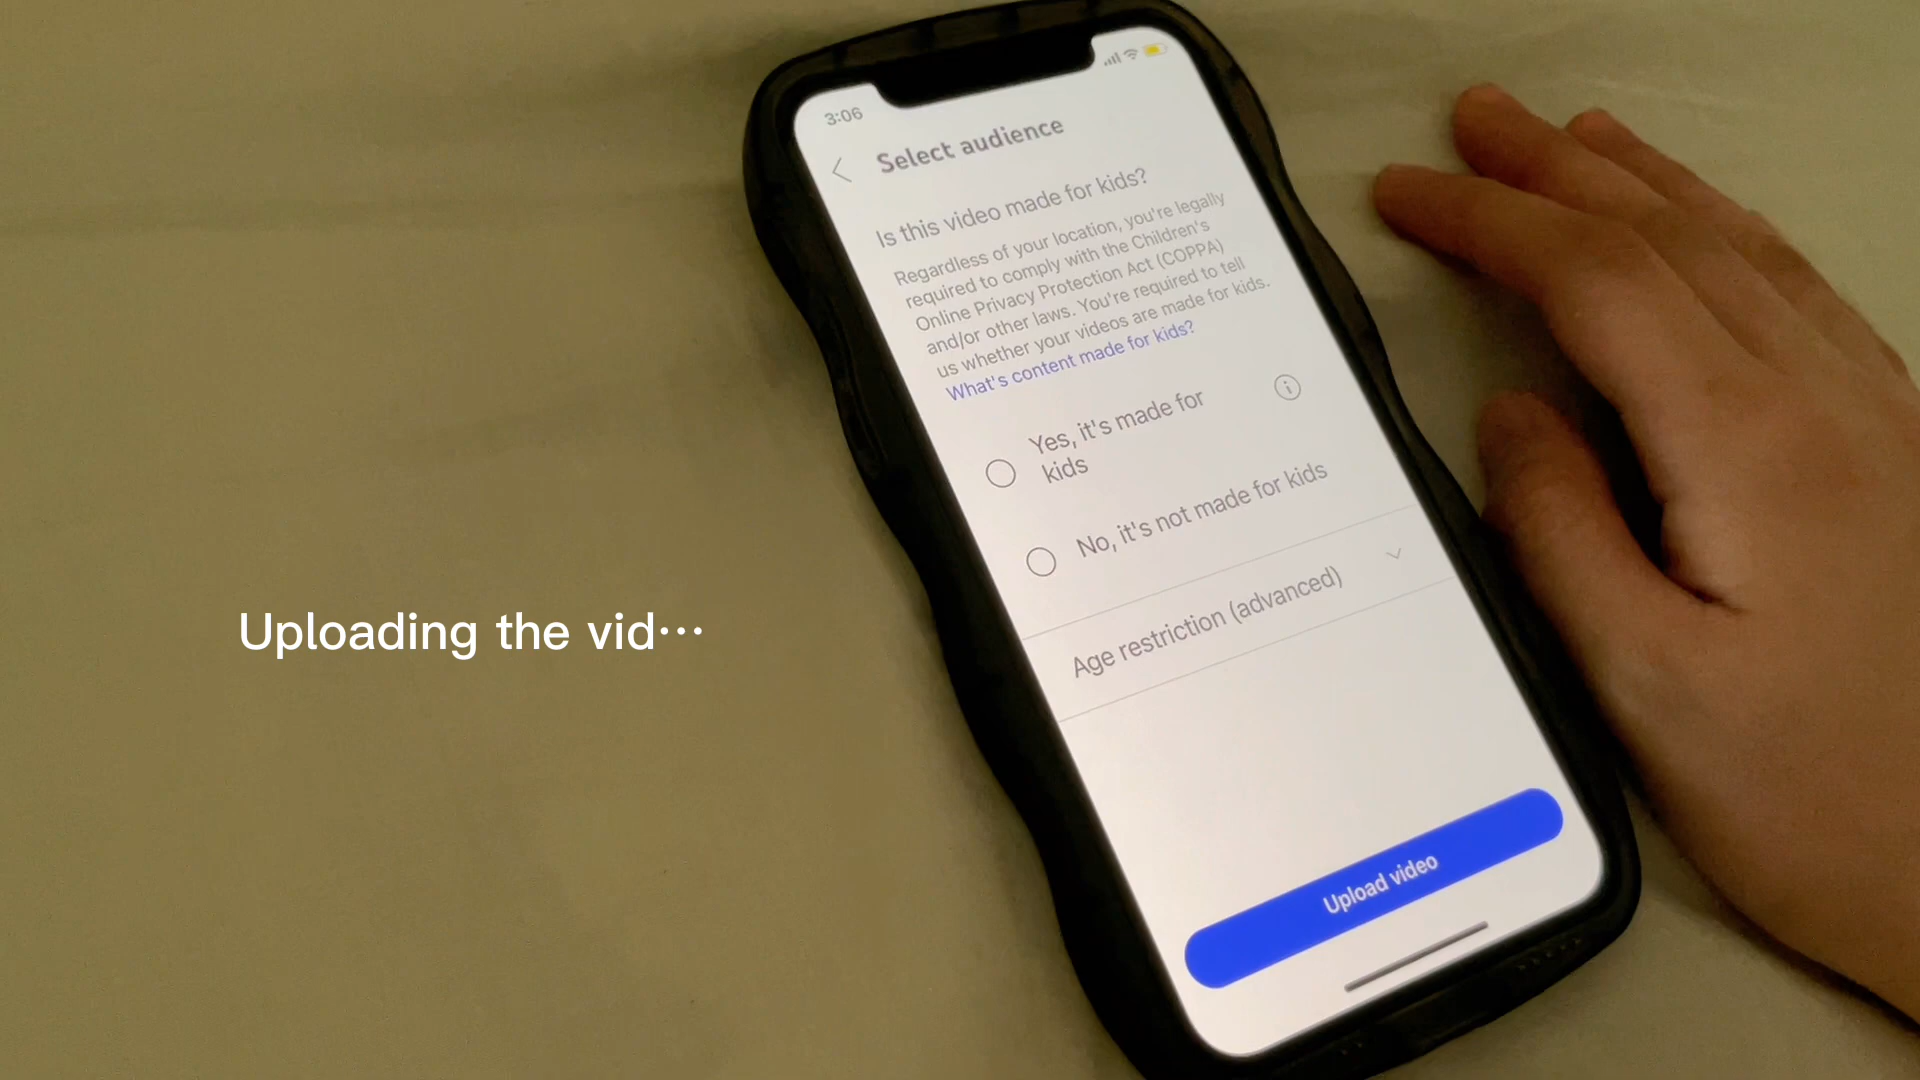 3:06
Select audience
Is this video made for kids?
Regardless of your location, you're legally
required to comply with the Children's
Online Privacy Protection Act (COPPA)
and/or other laws. You're required to tell
us whether your videos are made for kids.
What's content made for kids?
Yes, it's made for
kids
No, it's not made for kids
Age restriction (advanced)
Uploading the vid…
Upload video